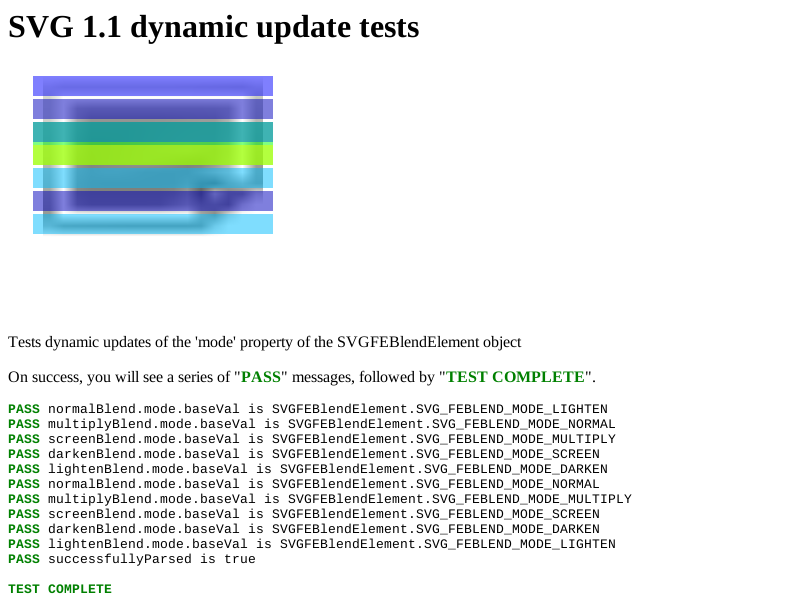 SVG 1.1 dynamic update tests
Tests dynamic updates of the 'mode' property of the SVGFEBlendElement object
On success, you will see a series of "PASS" messages, followed by "TEST COMPLETE".
PASS normalBlend.mode.baseVal is SVGFEBlendElement.SVG_FEBLEND_MODE_LIGHTEN
PASS multiplyBlend.mode.baseVal is SVGFEBlendElement.SVG_FEBLEND_MODE_NORMAL
PASS screenBlend.mode.baseVal is SVGFEBlendElement.SVG_FEBLEND_MODE_MULTIPLY
PASS darkenBlend.mode.baseVal is SVGFEBlendElement.SVG_FEBLEND_MODE_SCREEN
PASS lightenBlend.mode.baseVal is SVGFEBlendElement.SVG_FEBLEND_MODE_DARKEN
PASS normalBlend.mode.baseVal is SVGFEBlendElement.SVG_FEBLEND_MODE_NORMAL
PASS multiplyBlend.mode.baseVal is SVGFEBlendElement.SVG_FEBLEND_MODE_MULTIPLY
PASS screenBlend.mode.baseVal is SVGFEBlendElement.SVG_FEBLEND_MODE_SCREEN
PASS darkenBlend.mode.baseVal is SVGFEBlendElement.SVG_FEBLEND_MODE_DARKEN
PASS lightenBlend.mode.baseVal is SVGFEBlendElement.SVG_FEBLEND_MODE_LIGHTEN
PASS successfullyParsed is true
TEST COMPLETE